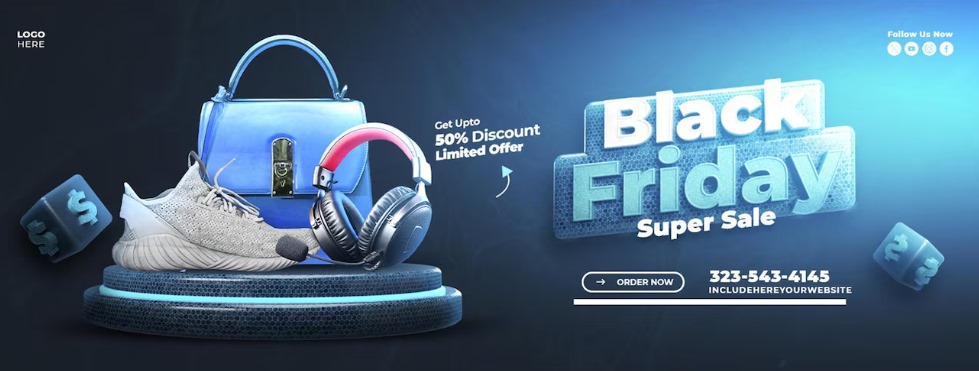 LOGO
HERE
Follow Us Now
Get Upto
50% Discount
Limited Offer
Black
Friday
Super Sale
$
$
$
$
→ ORDER NOW
323-543-4145
INCLUDEHEREYOURWEBSITE